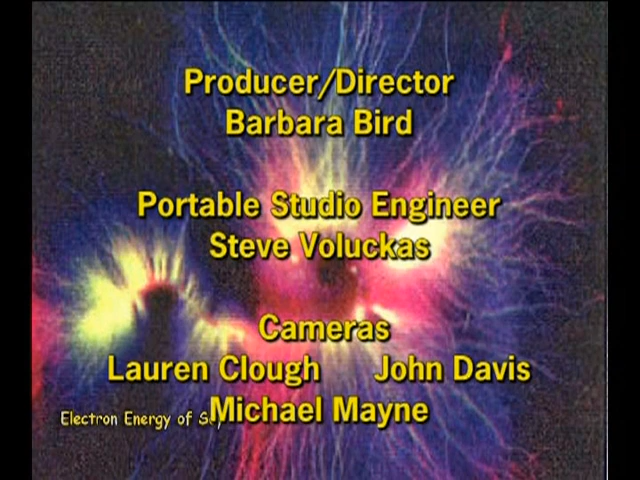 Producer/Director
Barbara Bird
Portable Studio Engineer
Steve Voluckas
Cameras
Lauren Clough John Davis
Michael Mayne
Electron Energy of